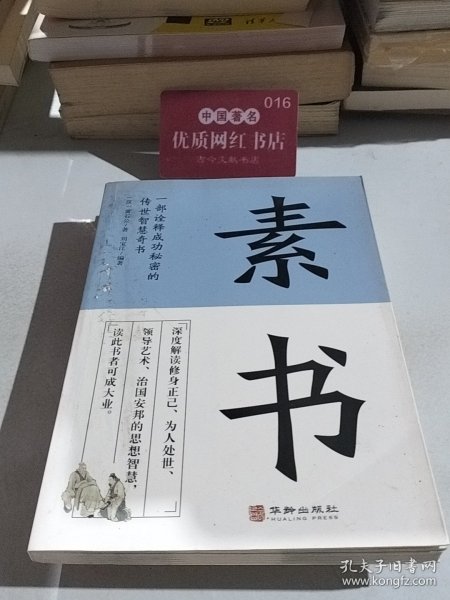 016
中国著名
优质网红书店
古今文献书店
素书
一部诠释成功秘密的
传世智慧奇书
「深度解读修身正己、为人处世、
领导艺术、治国安邦的思想智慧，
读此书者可成大业。」
华龄出版社
HUALING PRESS
孔夫子旧书网
www.kongfz.com